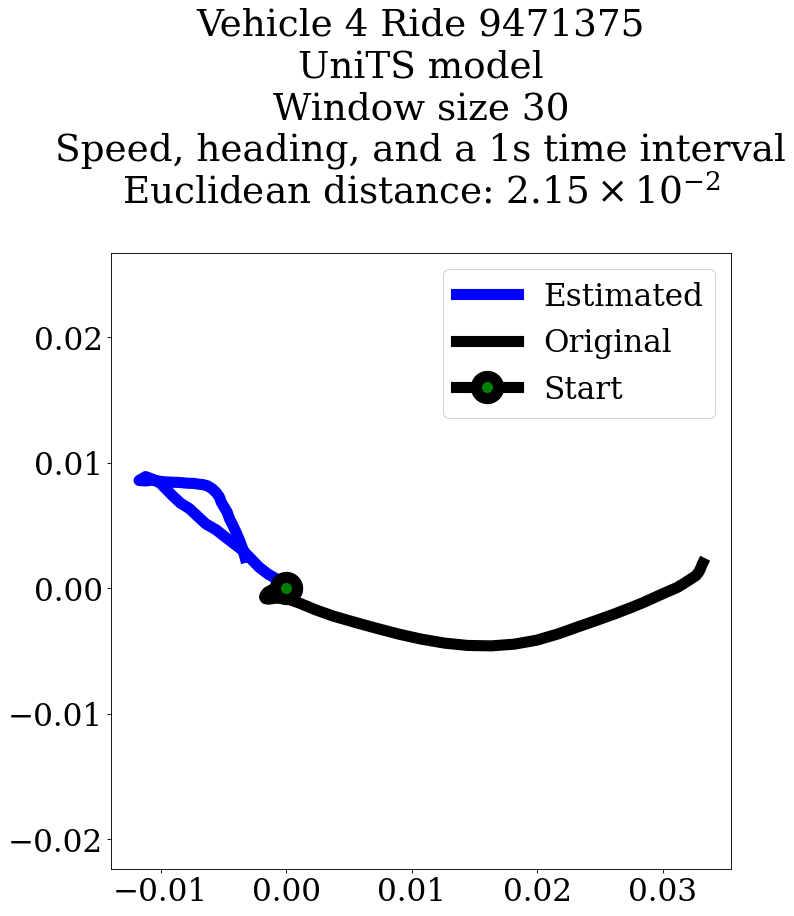 Vehicle 4 Ride 9471375
UniTS model
Window size 30
Speed, heading, and a 1s time interval
Euclidean distance: 2.15 × 10⁻²
Estimated
Original
Start
0.02
0.01
0.00
−0.01
−0.02
−0.01 0.00 0.01 0.02 0.03